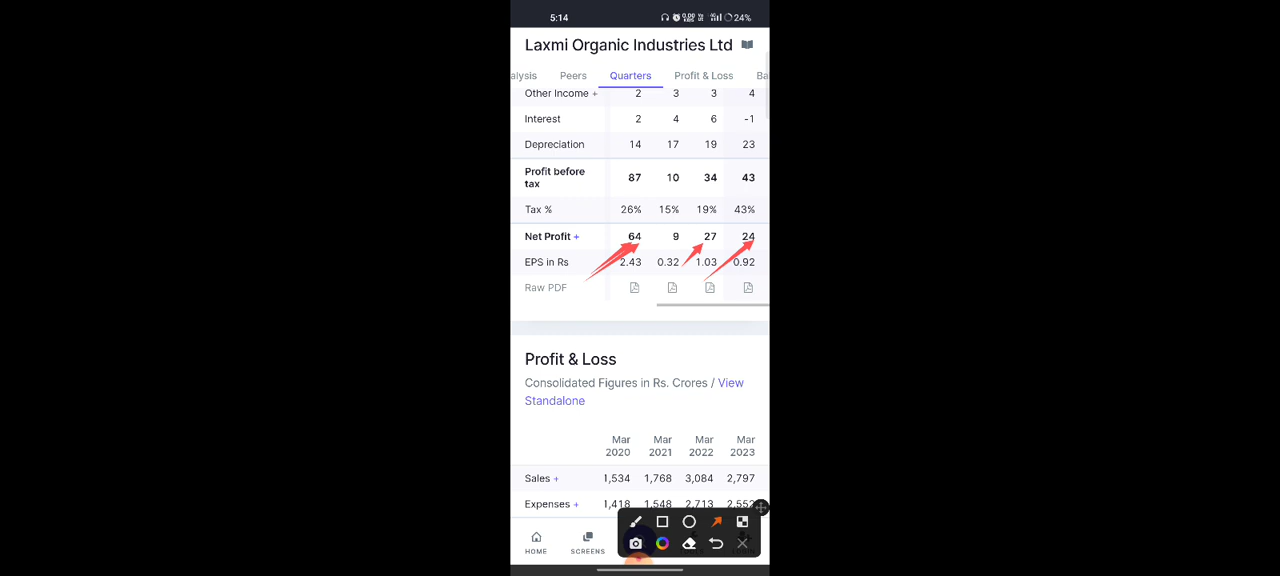 5:14 24%
Laxmi Organic Industries Ltd
alysis Peers Quarters Profit & Loss Ba
Other Income + 2 3 3 4
Interest 2 4 6 -1
Depreciation 14 17 19 23
Profit before tax 87 10 34 43
Tax % 26% 15% 19% 43%
Net Profit + 64 9 27 24
EPS in Rs 2.43 0.32 1.03 0.92
Raw PDF
Profit & Loss
Consolidated Figures in Rs. Crores / View
Standalone
Mar 2020 Mar 2021 Mar 2022 Mar 2023
Sales + 1,534 1,768 3,084 2,797
Expenses + 1,418 1,548 2,713 2,552
HOME SCREENS